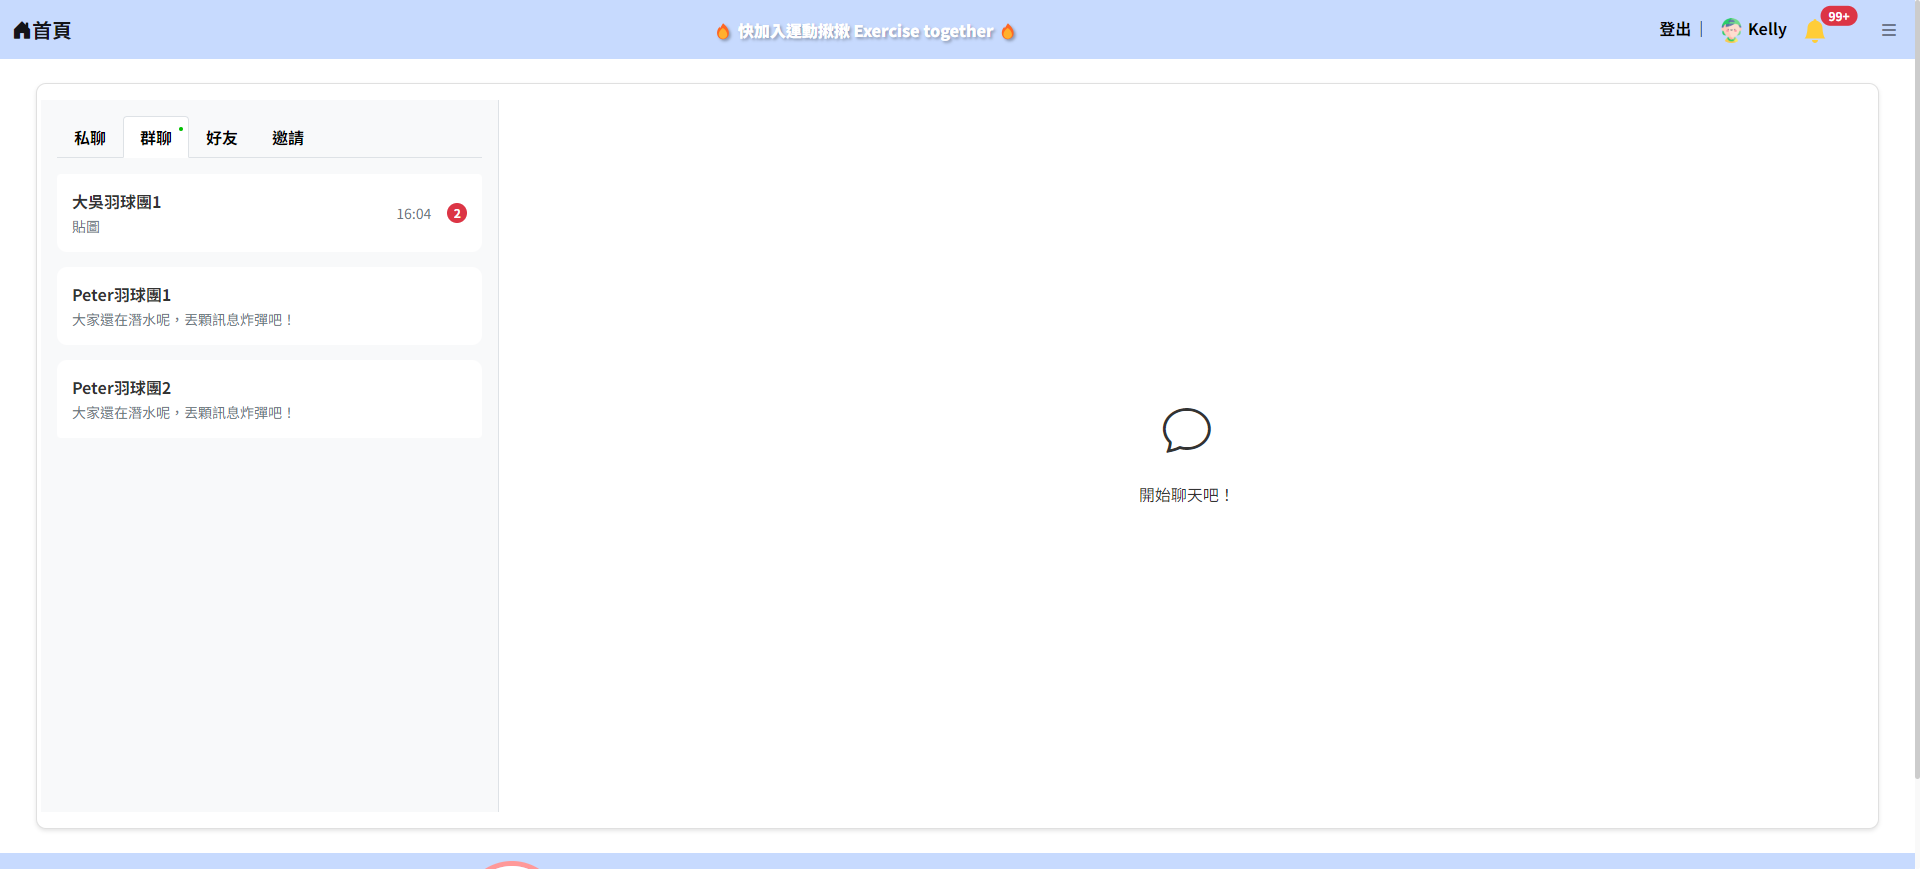 首頁
快加入運動揪揪 Exercise together
登出 | Kelly 99+
私聊 群聊 好友 邀請
大吳羽球團1
貼圖
16:04 2
Peter羽球團1
大家還在潛水呢，丟顆訊息炸彈吧！
Peter羽球團2
大家還在潛水呢，丟顆訊息炸彈吧！
開始聊天吧！